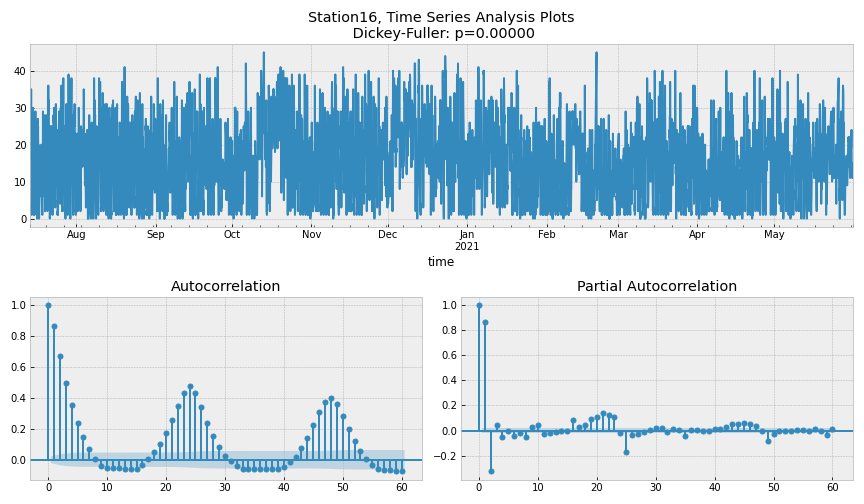 Station16, Time Series Analysis Plots
Dickey-Fuller: p=0.00000
40
30
20
10
0
Aug Sep Oct Nov Dec Jan Feb Mar Apr May
2021
time
Autocorrelation
1.0
0.8
0.6
0.4
0.2
0.0
0 10 20 30 40 50 60
Partial Autocorrelation
1.0
0.8
0.6
0.4
0.2
0.0
−0.2
0 10 20 30 40 50 60